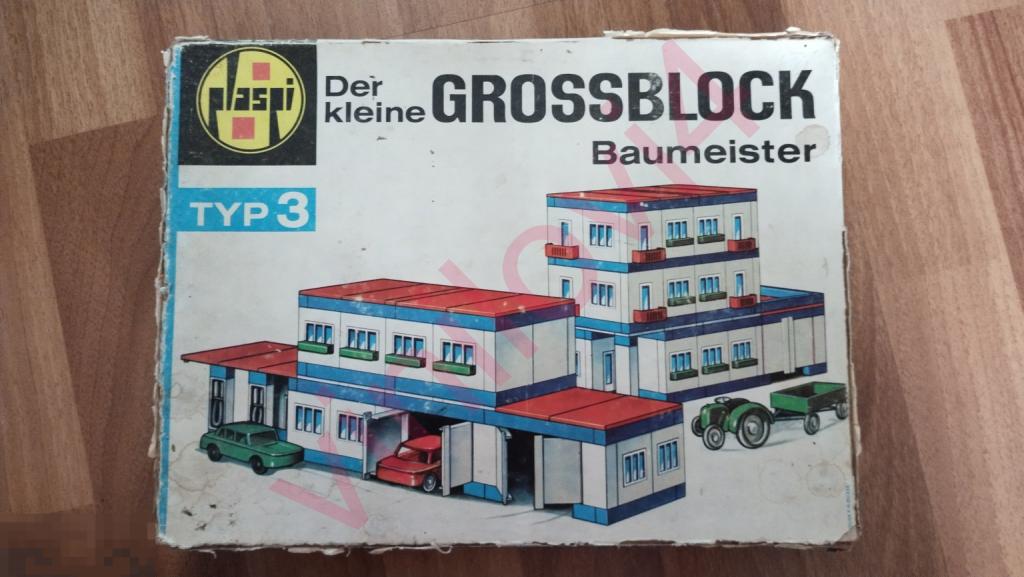 plaspi
Der
kleine GROSSBLOCK
Baumeister
TYP 3